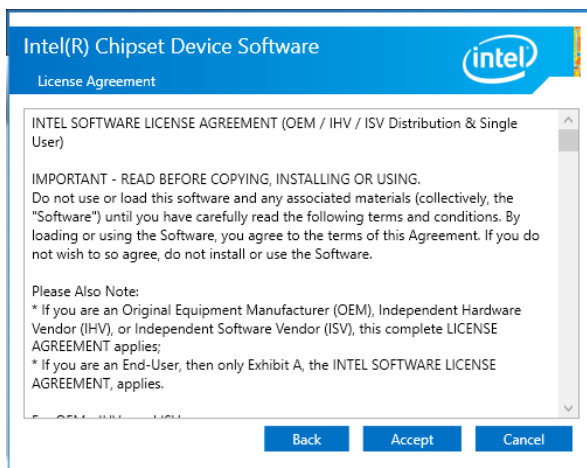 Intel(R) Chipset Device Software
License Agreement
intel
INTEL SOFTWARE LICENSE AGREEMENT (OEM / IHV / ISV Distribution & Single
User)
IMPORTANT - READ BEFORE COPYING, INSTALLING OR USING.
Do not use or load this software and any associated materials (collectively, the
"Software") until you have carefully read the following terms and conditions. By
loading or using the Software, you agree to the terms of this Agreement. If you do
not wish to so agree, do not install or use the Software.
Please Also Note:
* If you are an Original Equipment Manufacturer (OEM), Independent Hardware
Vendor (IHV), or Independent Software Vendor (ISV), this complete LICENSE
AGREEMENT applies;
* If you are an End-User, then only Exhibit A, the INTEL SOFTWARE LICENSE
AGREEMENT, applies.
Back Accept Cancel